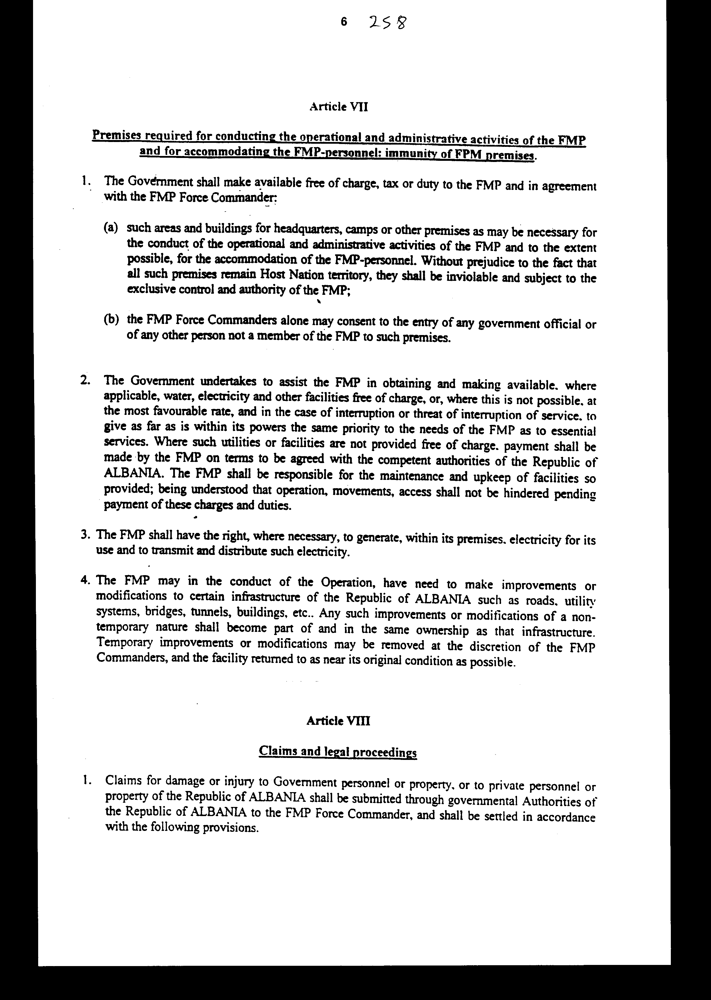 6 258
Article VII
Premises required for conducting the operational and administrative activities of the FMP
and for accommodating the FMP-personnel: immunity of FPM premises.
1. The Government shall make available free of charge, tax or duty to the FMP and in agreement
with the FMP Force Commander:
(a) such areas and buildings for headquarters, camps or other premises as may be necessary for
the conduct of the operational and administrative activities of the FMP and to the extent
possible, for the accommodation of the FMP-personnel. Without prejudice to the fact that
all such premises remain Host Nation territory, they shall be inviolable and subject to the
exclusive control and authority of the FMP;
(b) the FMP Force Commanders alone may consent to the entry of any government official or
of any other person not a member of the FMP to such premises.
2. The Government undertakes to assist the FMP in obtaining and making available, where
applicable, water, electricity and other facilities free of charge, or, where this is not possible, at
the most favourable rate, and in the case of interruption or threat of interruption of service, to
give as far as is within its powers the same priority to the needs of the FMP as to essential
services. Where such utilities or facilities are not provided free of charge, payment shall be
made by the FMP on terms to be agreed with the competent authorities of the Republic of
ALBANIA. The FMP shall be responsible for the maintenance and upkeep of facilities so
provided; being understood that operation, movements, access shall not be hindered pending
payment of these charges and duties.
3. The FMP shall have the right, where necessary, to generate, within its premises, electricity for its
use and to transmit and distribute such electricity.
4. The FMP may in the conduct of the Operation, have need to make improvements or
modifications to certain infrastructure of the Republic of ALBANIA such as roads, utility
systems, bridges, tunnels, buildings, etc.. Any such improvements or modifications of a non-
temporary nature shall become part of and in the same ownership as that infrastructure.
Temporary improvements or modifications may be removed at the discretion of the FMP
Commanders, and the facility returned to as near its original condition as possible.
Article VIII
Claims and legal proceedings
1. Claims for damage or injury to Government personnel or property, or to private personnel or
property of the Republic of ALBANIA shall be submitted through governmental Authorities of
the Republic of ALBANIA to the FMP Force Commander, and shall be settled in accordance
with the following provisions.